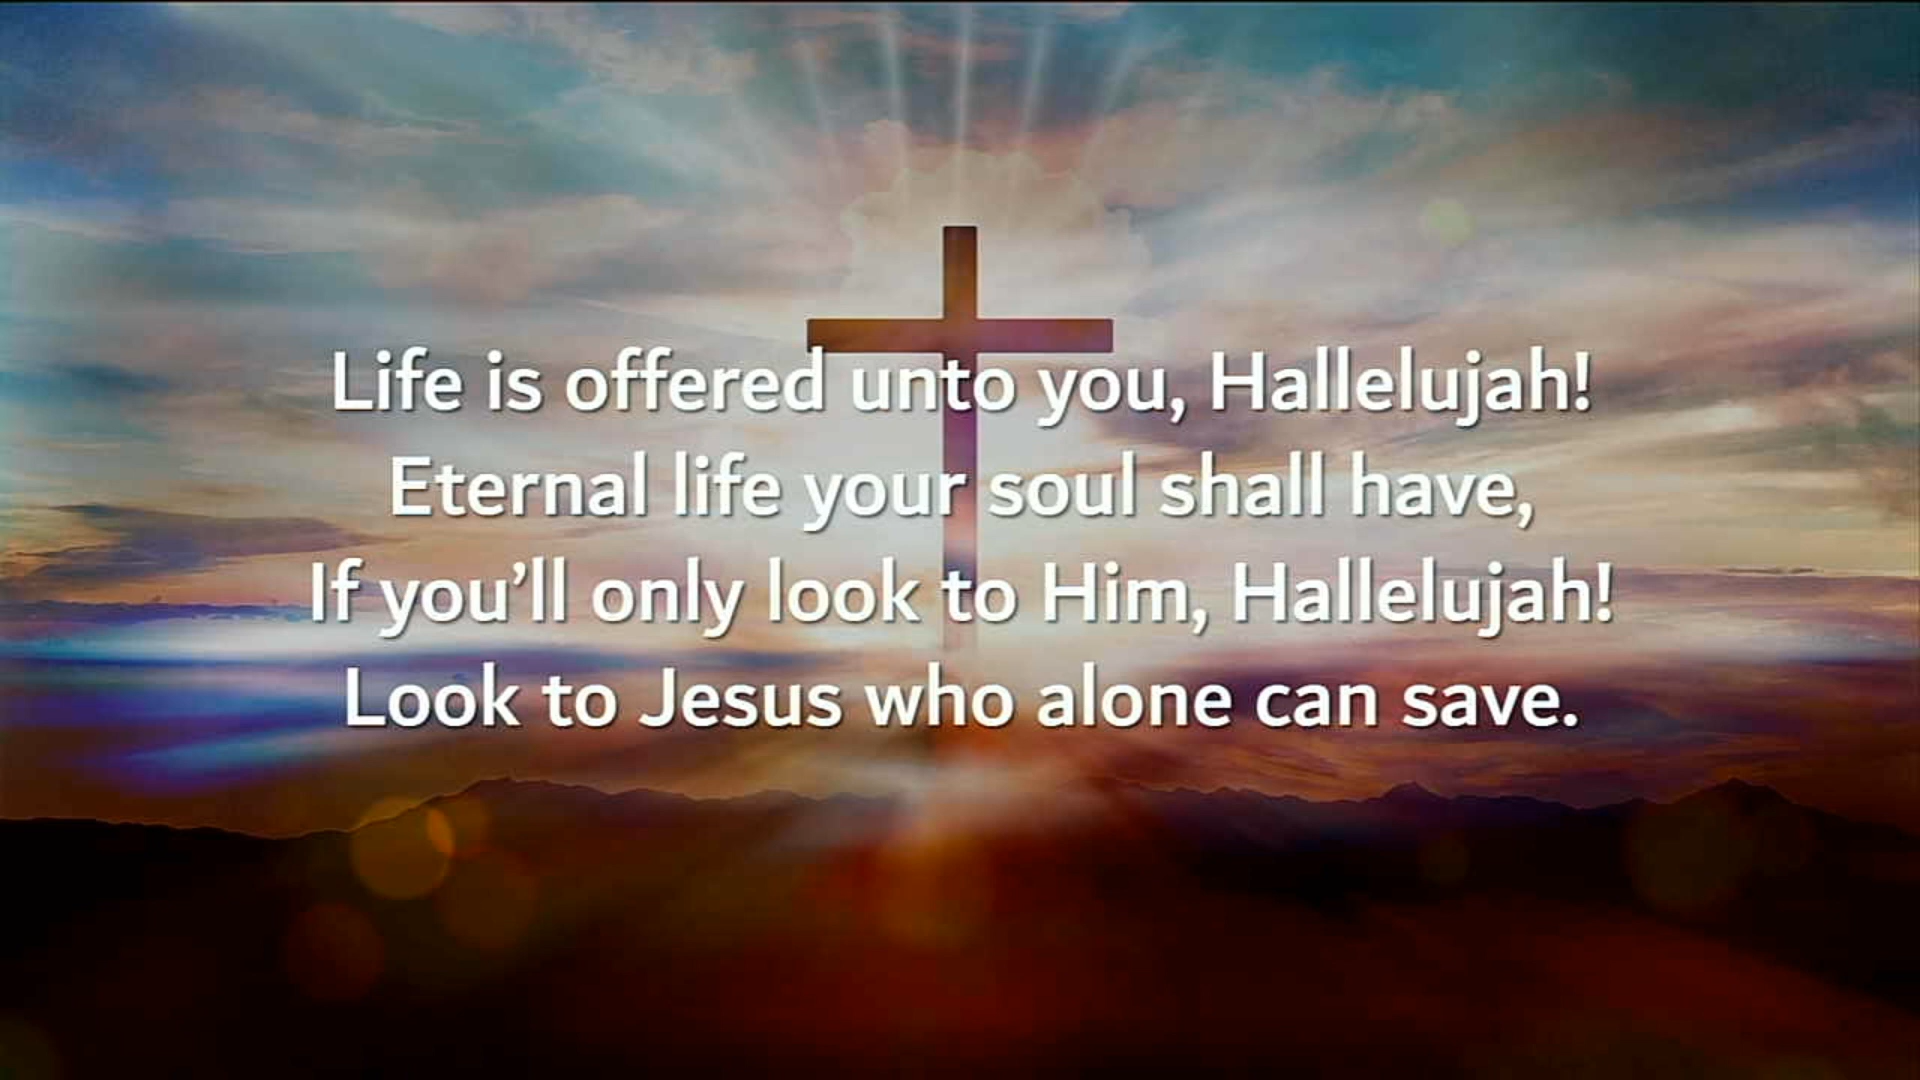 Life is offered unto you, Hallelujah!
Eternal life your soul shall have,
If you’ll only look to Him, Hallelujah!
Look to Jesus who alone can save.